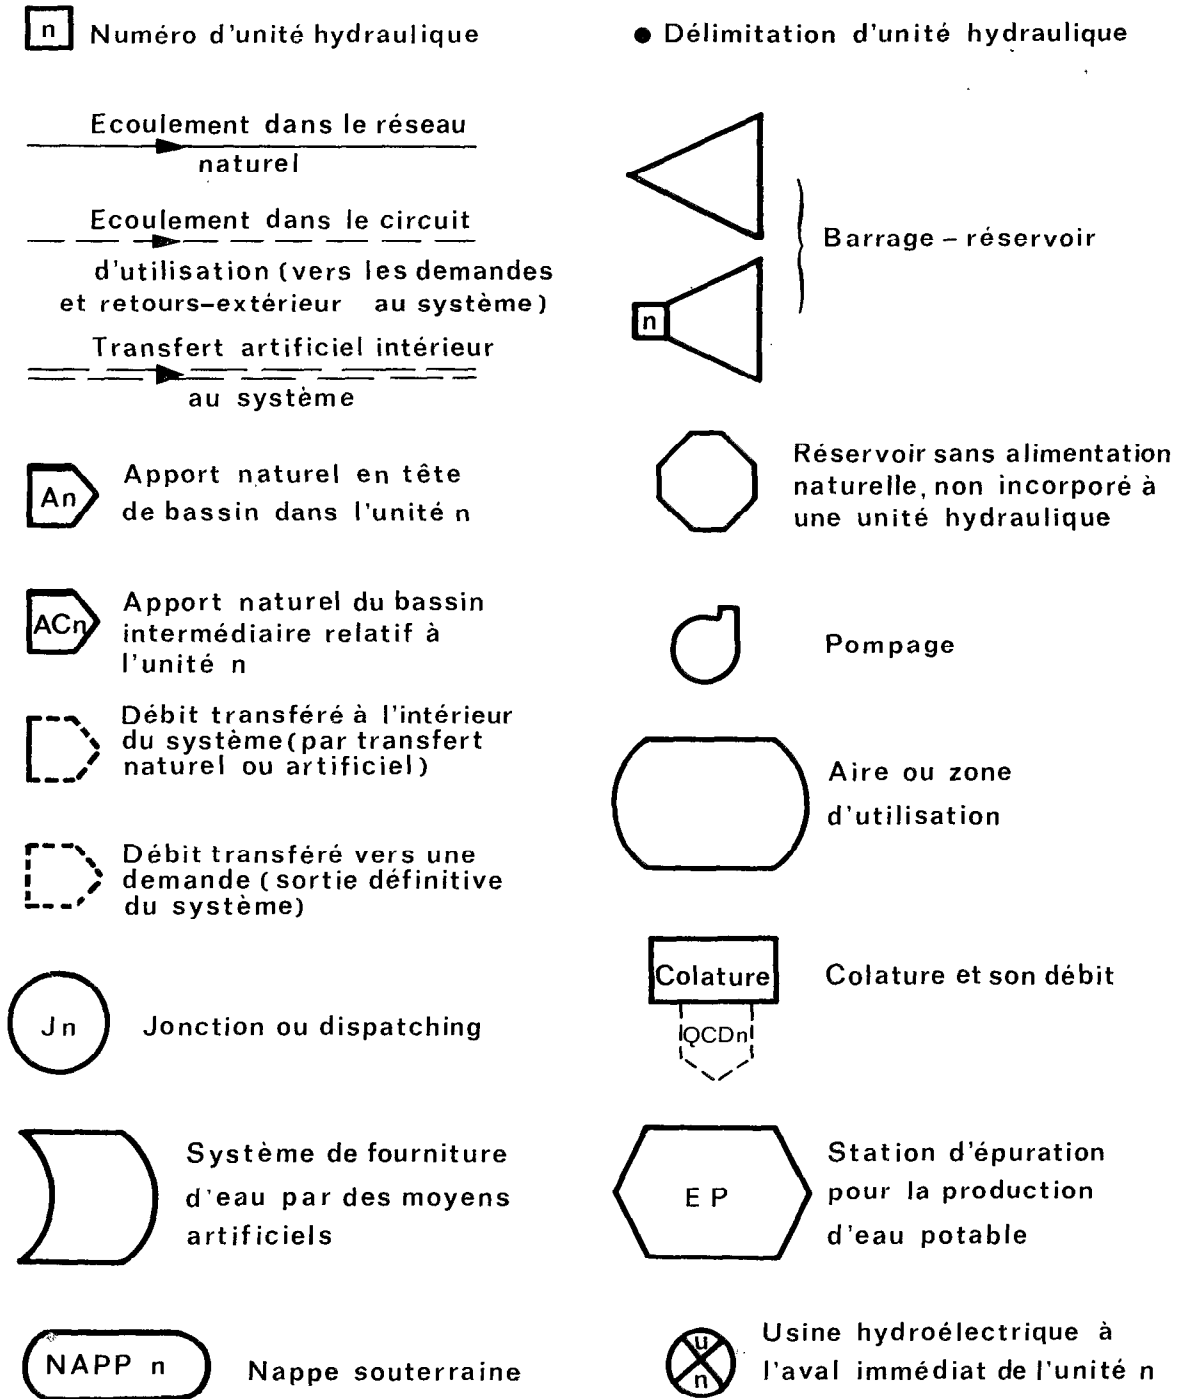 n Numéro d'unité hydraulique
Ecoulement dans le réseau
naturel
Ecoulement dans le circuit
d'utilisation (vers les demandes
et retours-extérieur au système)
Transfert artificiel intérieur
au système
An
Apport naturel en tête
de bassin dans l'unité n
ACn
Apport naturel du bassin
intermédiaire relatif à
l'unité n
Débit transféré à l'intérieur
du système (par transfert
naturel ou artificiel)
Débit transféré vers une
demande (sortie définitive
du système)
Jn
Jonction ou dispatching
Système de fourniture
d'eau par des moyens
artificiels
NAPP n
Nappe souterraine
● Délimitation d'unité hydraulique
Barrage – réservoir
n
Réservoir sans alimentation
naturelle, non incorporé à
une unité hydraulique
Pompage
Aire ou zone
d'utilisation
Colature
Colature et son débit
QCDn
Station d'épuration
pour la production
d'eau potable
EP
Usine hydroélectrique à
l'aval immédiat de l'unité n
u
n